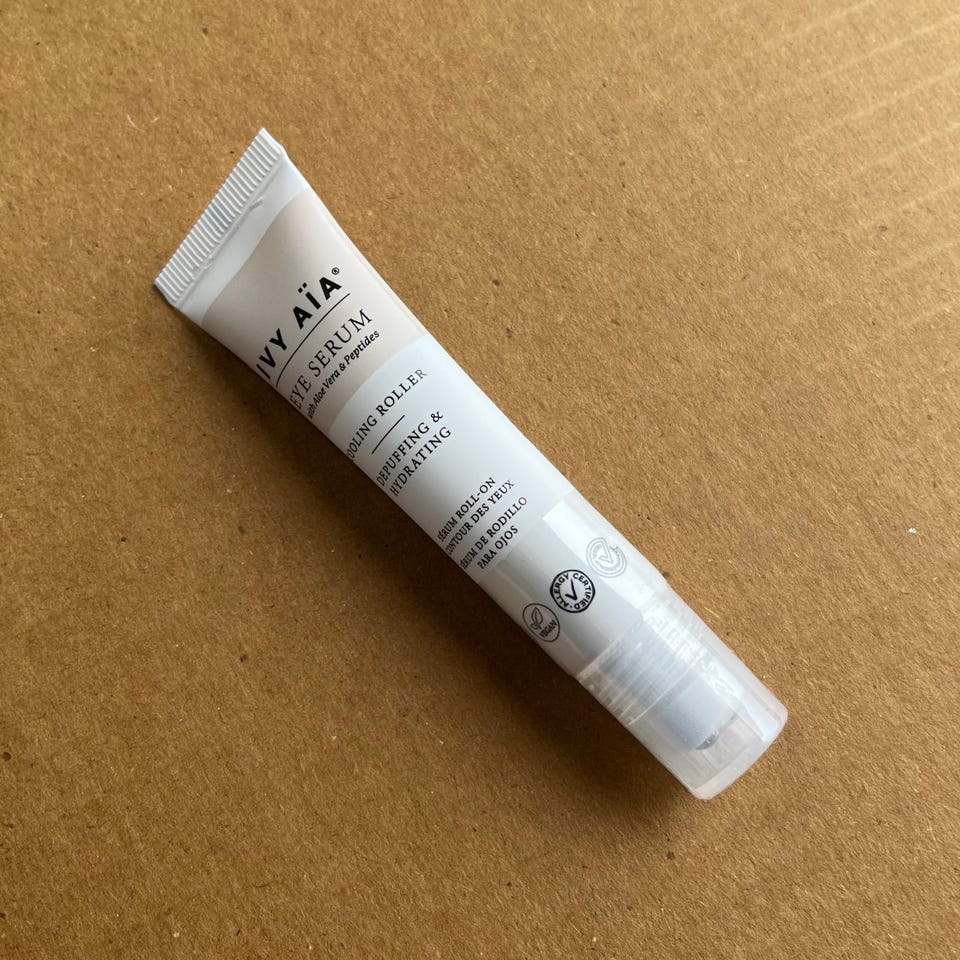 IVY AÏA®
EYE SERUM
with Aloe Vera & Peptides
COOLING ROLLER
DEPUFFING &
HYDRATING
SÉRUM ROLL-ON
CONTOUR DES YEUX
SÉRUM DE RODILLO
PARA OJOS
VEGAN
ALLERGY CERTIFIED